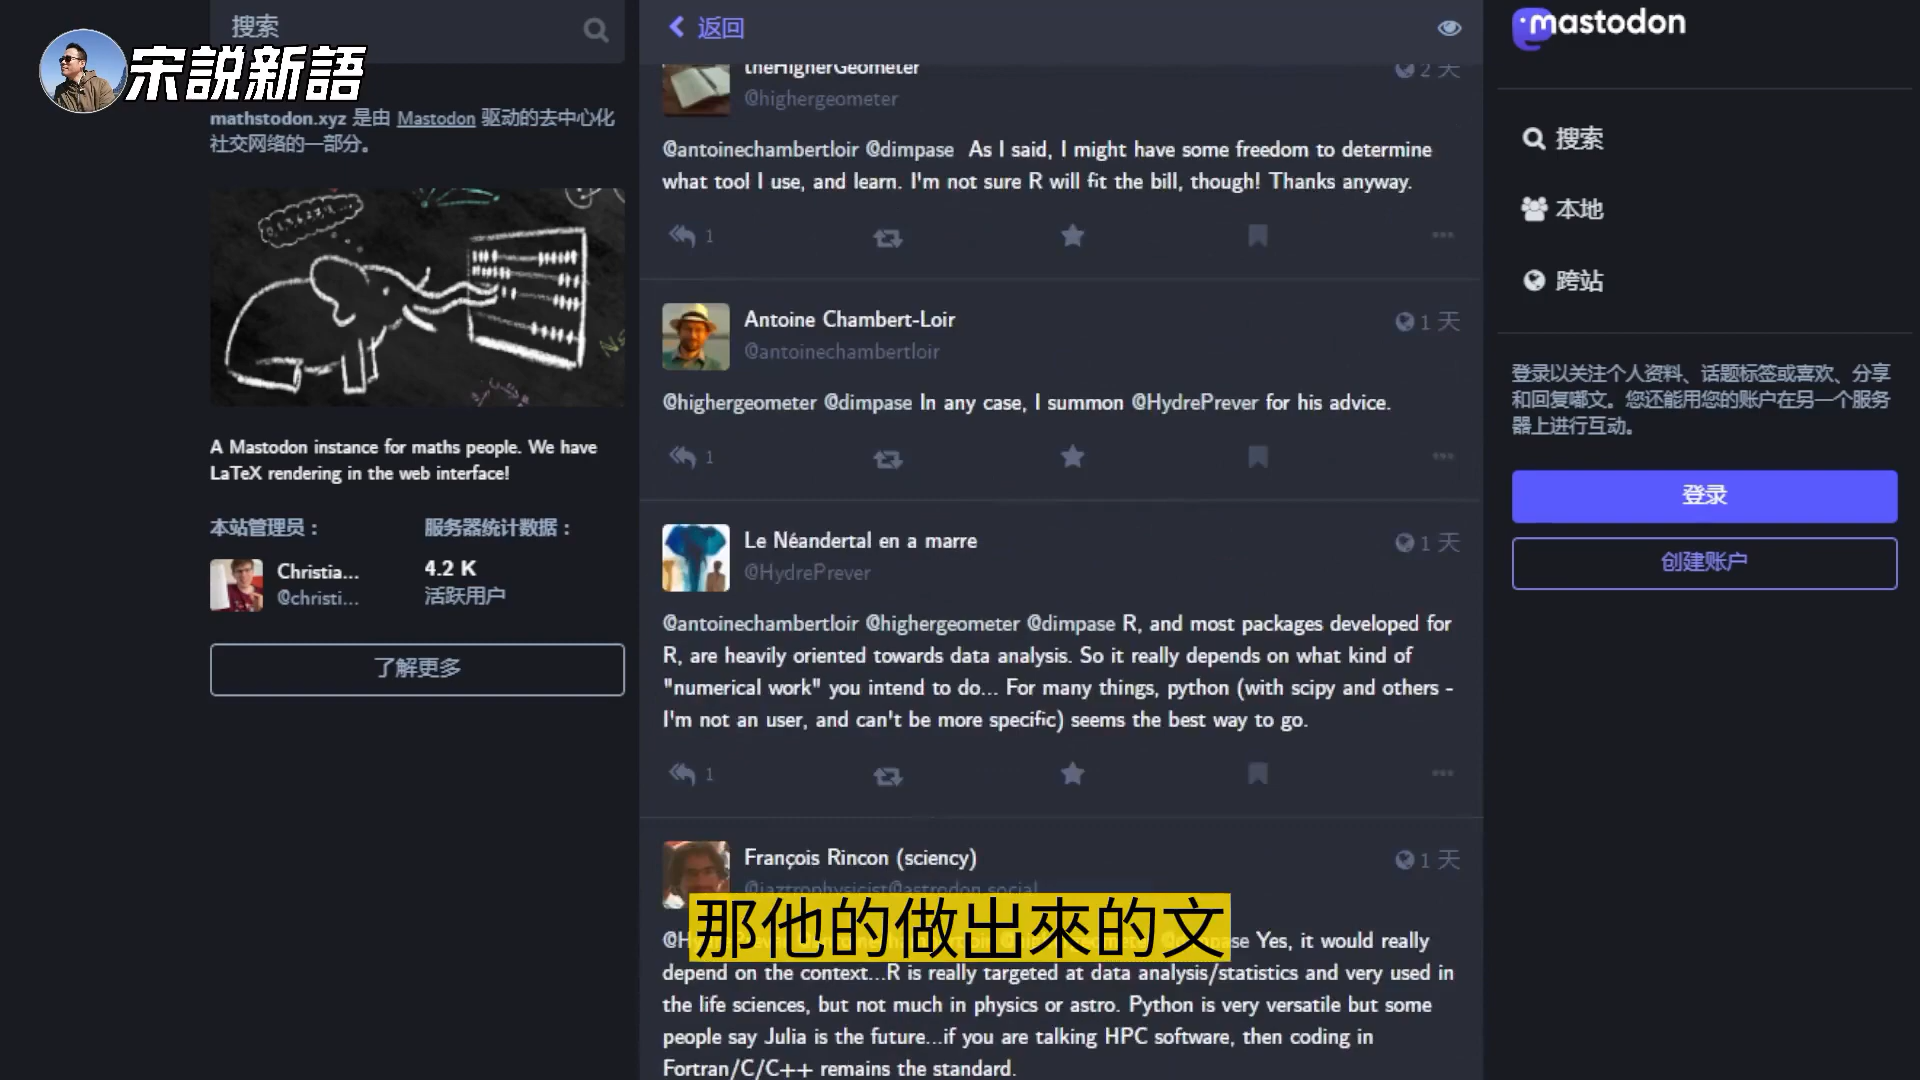 搜索
宋説新語
mathstodon.xyz 是由 Mastodon 驱动的去中心化
社交网络的一部分。
A Mastodon instance for maths people. We have
LaTeX rendering in the web interface!
本站管理员：
服务器统计数据：
Christia...
@christi...
4.2 K
活跃用户
了解更多
返回
theHigherGeometer
2 天
@highergeometer
@antoinechambertloir @dimpase As I said, I might have some freedom to determine
what tool I use, and learn. I'm not sure R will fit the bill, though! Thanks anyway.
1
Antoine Chambert-Loir
1 天
@antoinechambertloir
@highergeometer @dimpase In any case, I summon @HydrePrever for his advice.
1
Le Néandertal en a marre
1 天
@HydrePrever
@antoinechambertloir @highergeometer @dimpase R, and most packages developed for
R, are heavily oriented towards data analysis. So it really depends on what kind of
"numerical work" you intend to do... For many things, python (with scipy and others -
I'm not an user, and can't be more specific) seems the best way to go.
1
François Rincon (sciency)
1 天
@jaztrophysicist@astrodon.social
那他的做出來的文
Yes, it would really
depend on the context...R is really targeted at data analysis/statistics and very used in
the life sciences, but not much in physics or astro. Python is very versatile but some
people say Julia is the future...if you are talking HPC software, then coding in
Fortran/C/C++ remains the standard.
mastodon
搜索
本地
跨站
登录以关注个人资料、话题标签或喜欢、分享
和回复嘟文。您还能用您的账户在另一个服务
器上进行互动。
登录
创建账户